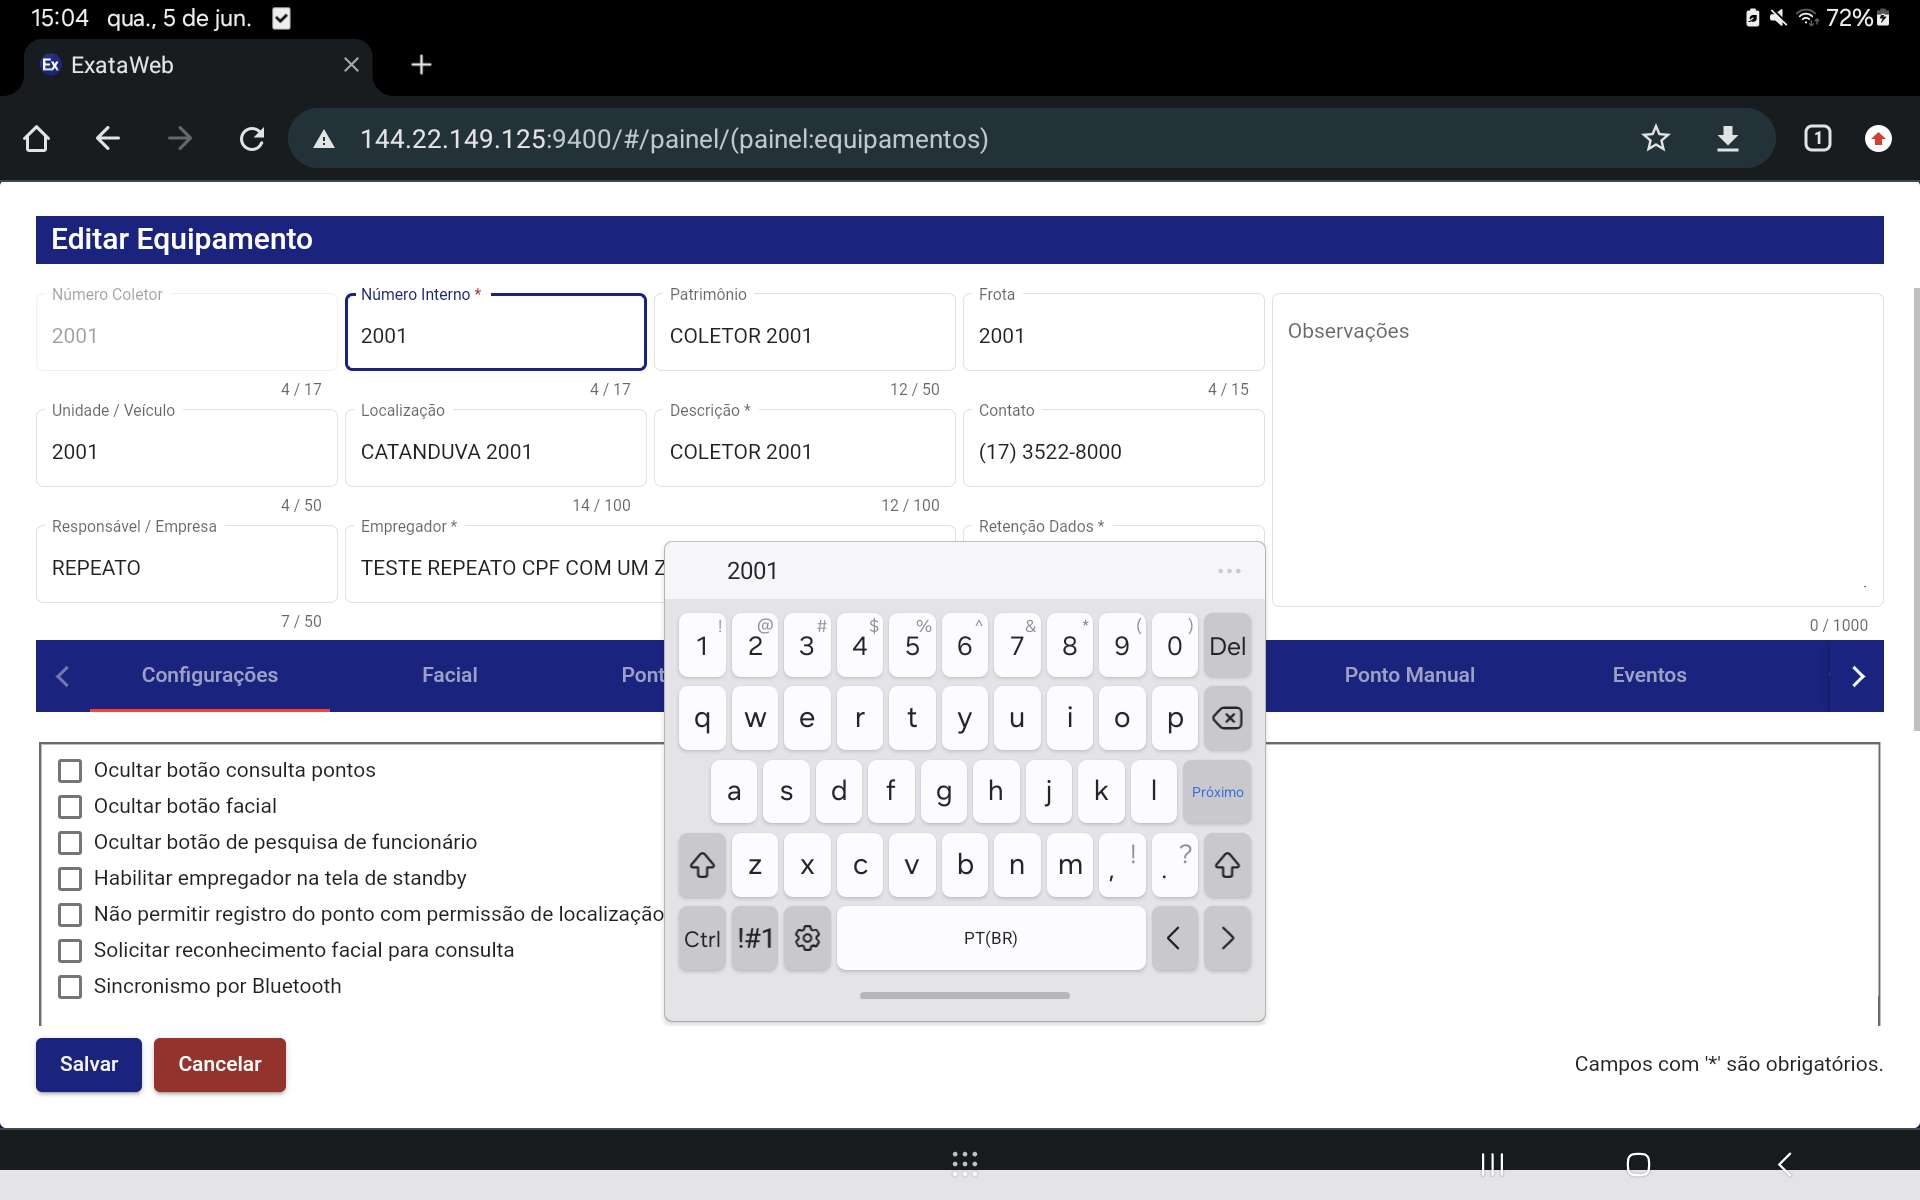 15:04 qua., 5 de jun. 72%
Ex ExataWeb
144.22.149.125:9400/#/painel/(painel:equipamentos) 1
Editar Equipamento
Número Coletor Número Interno * Patrimônio Frota
2001 2001 COLETOR 2001 2001 Observações
4 / 17 4 / 17 12 / 50 4 / 15
Unidade / Veículo Localização Descrição * Contato
2001 CATANDUVA 2001 COLETOR 2001 (17) 3522-8000
4 / 50 14 / 100 12 / 100
Responsável / Empresa Empregador * Retenção Dados *
REPEATO TESTE REPEATO CPF COM UM Z
7 / 50 0 / 1000
2001 ...
Configurações Facial Pont Ponto Manual Eventos
! @ # $ % ^ & * ( )
1 2 3 4 5 6 7 8 9 0 Del
q w e r t y u i o p
a s d f g h j k l Próximo
! ?
z x c v b n m , .
Ctrl !#1 PT(BR) < >
Ocultar botão consulta pontos
Ocultar botão facial
Ocultar botão de pesquisa de funcionário
Habilitar empregador na tela de standby
Não permitir registro do ponto com permissão de localização
Solicitar reconhecimento facial para consulta
Sincronismo por Bluetooth
Salvar Cancelar Campos com '*' são obrigatórios.